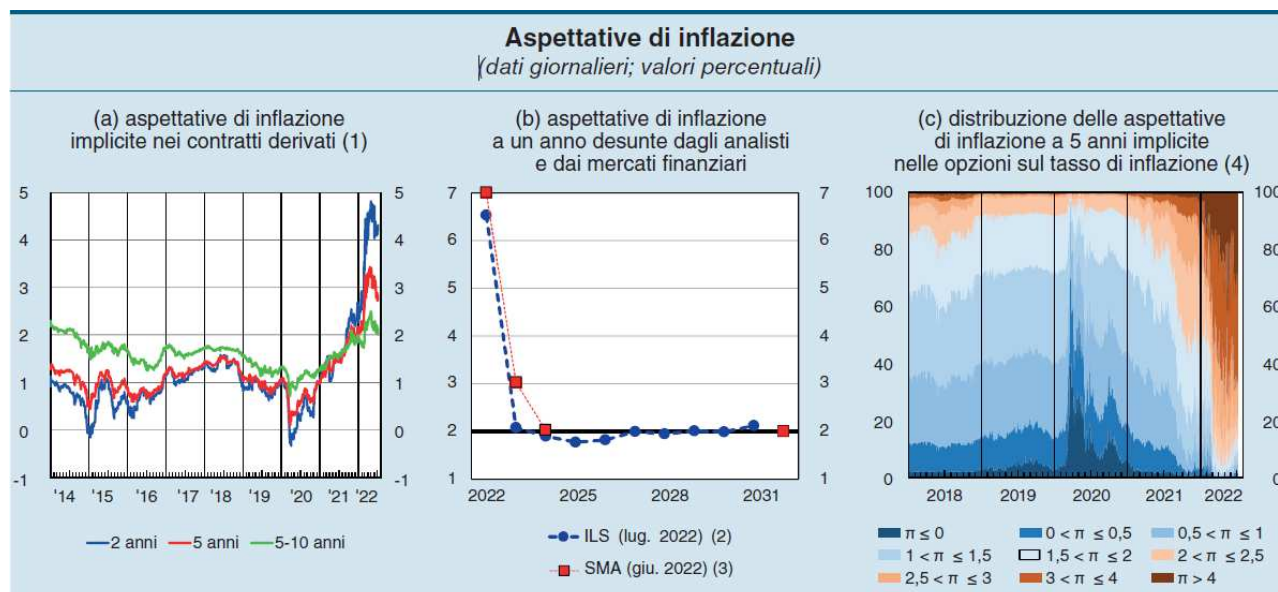 Aspettative di inflazione
(dati giornalieri; valori percentuali)
(a) aspettative di inflazione
implicite nei contratti derivati (1)
5 5
4 4
3 3
2 2
1 1
0 0
-1 -1
'14 '15 '16 '17 '18 '19 '20 '21 '22
2 anni 5 anni 5-10 anni
(b) aspettative di inflazione
a un anno desunte dagli analisti
e dai mercati finanziari
7 7
6 6
5 5
4 4
3 3
2 2
1 1
2022 2025 2028 2031
ILS (lug. 2022) (2)
SMA (giu. 2022) (3)
(c) distribuzione delle aspettative
di inflazione a 5 anni implicite
nelle opzioni sul tasso di inflazione (4)
100 100
80 80
60 60
40 40
20 20
0 0
2018 2019 2020 2021 2022
π ≤ 0 0 < π ≤ 0,5 0,5 < π ≤ 1
1 < π ≤ 1,5 1,5 < π ≤ 2 2 < π ≤ 2,5
2,5 < π ≤ 3 3 < π ≤ 4 π > 4